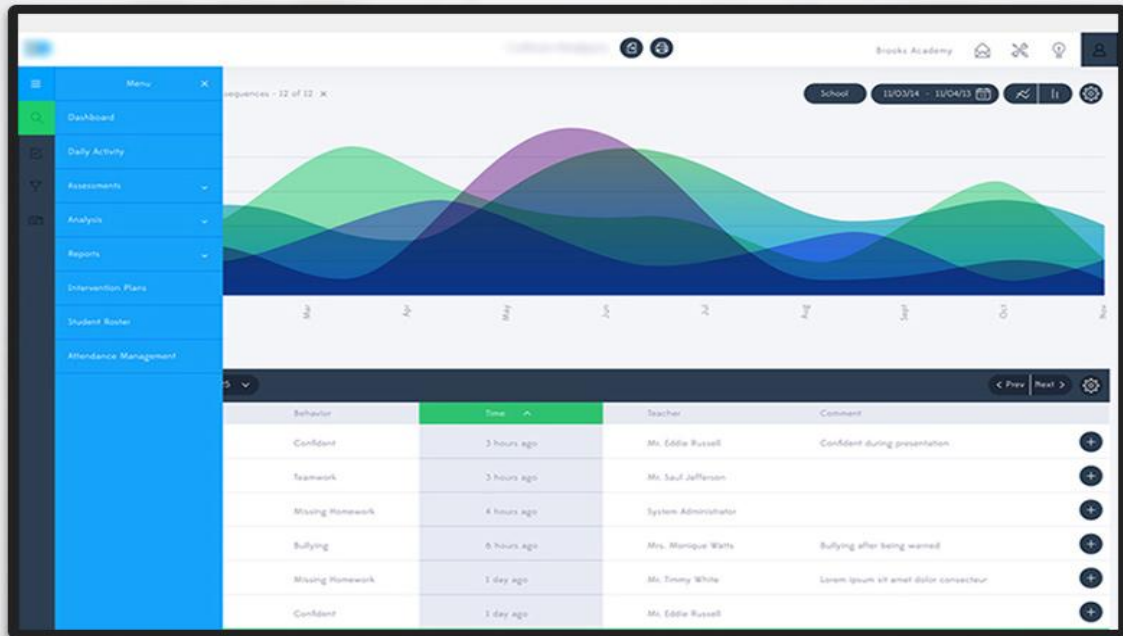 Brooks Academy
Menu ×
Dashboard
Daily Activity
Assessments
Analysis
Reports
Intervention Plans
Student Roster
Attendance Management
equences - 12 of 12 ×
School
11/03/14 - 11/04/13
Mar Apr May Jun Jul Aug Sept Oct Nov
< Prev Next >
Behavior Time Teacher Comment
Confident 3 hours ago Mr. Eddie Russell Confident during presentation
Teamwork 3 hours ago Mr. Saul Jefferson
Missing Homework 4 hours ago System Administrator
Bullying 6 hours ago Mrs. Monique Watts Bullying after being warned
Missing Homework 1 day ago Mr. Timmy White Lorem ipsum sit amet dolor consecteur
Confident 1 day ago Mr. Eddie Russell